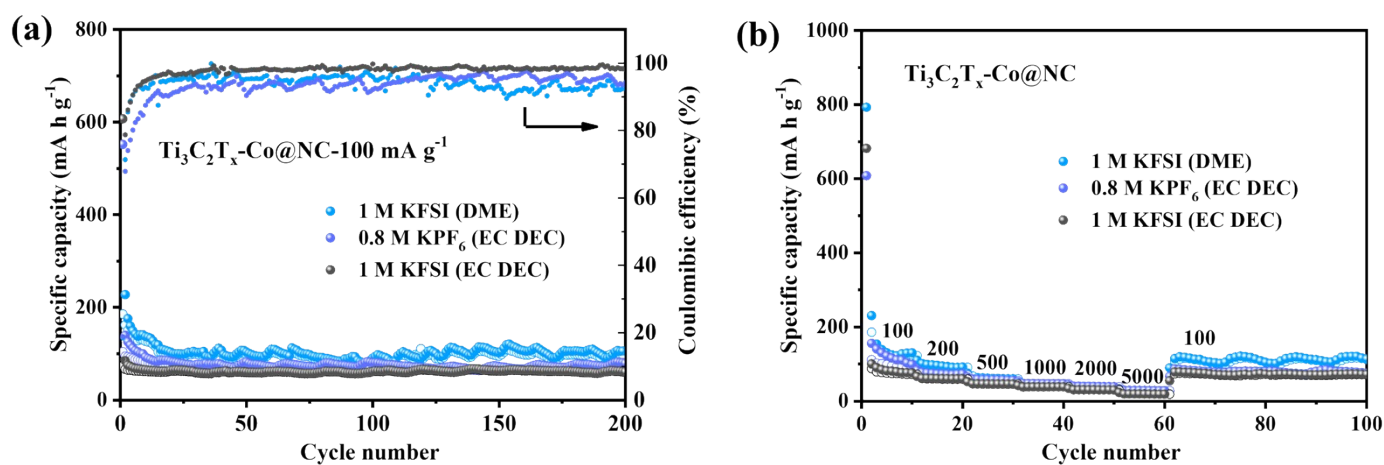 (a)
800
600
400
200
0
Specific capacity (mA h g⁻¹)
0
50
100
150
200
Cycle number
100
80
60
40
20
0
Coulomibic efficiency (%)
Ti₃C₂Tₓ-Co@NC-100 mA g⁻¹
1 M KFSI (DME)
0.8 M KPF₆ (EC DEC)
1 M KFSI (EC DEC)
(b)
1000
800
600
400
200
0
Specific capacity (mA h g⁻¹)
0
20
40
60
80
100
Cycle number
Ti₃C₂Tₓ-Co@NC
1 M KFSI (DME)
0.8 M KPF₆ (EC DEC)
1 M KFSI (EC DEC)
100
200
500
1000
2000
5000
100